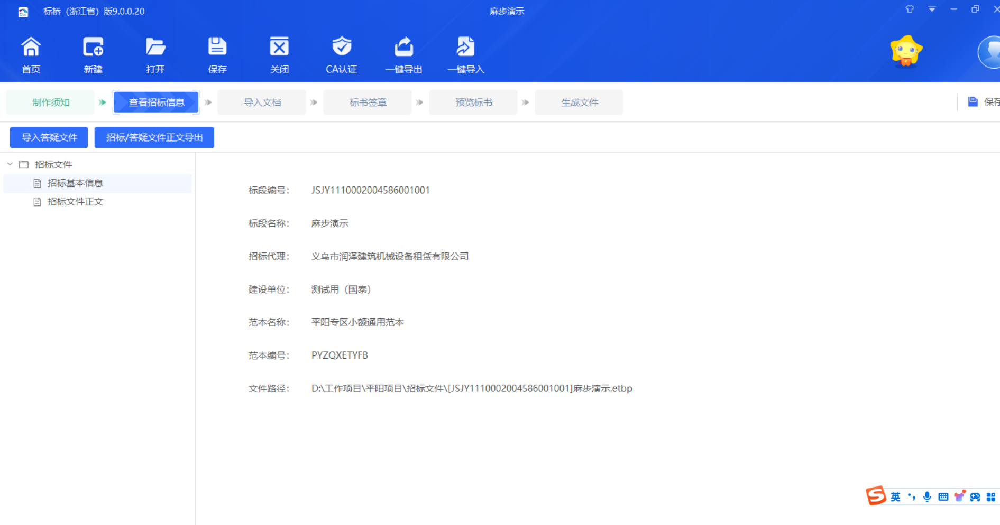 标桥（浙江省）版9.0.0.20
麻步演示
首页
新建
打开
保存
关闭
CA认证
一键导出
一键导入
制作须知
查看招标信息
导入文档
标书签章
预览标书
生成文件
保存
导入答疑文件
招标/答疑文件正文导出
招标文件
招标基本信息
招标文件正文
标段编号： JSJY1110002004586001001
标段名称： 麻步演示
招标代理： 义乌市润泽建筑机械设备租赁有限公司
建设单位： 测试用（国泰）
范本名称： 平阳专区小额通用范本
范本编号： PYZQXETYFB
文件路径： D:\工作项目\平阳项目\招标文件\[JSJY1110002004586001001]麻步演示.etbp
S 英